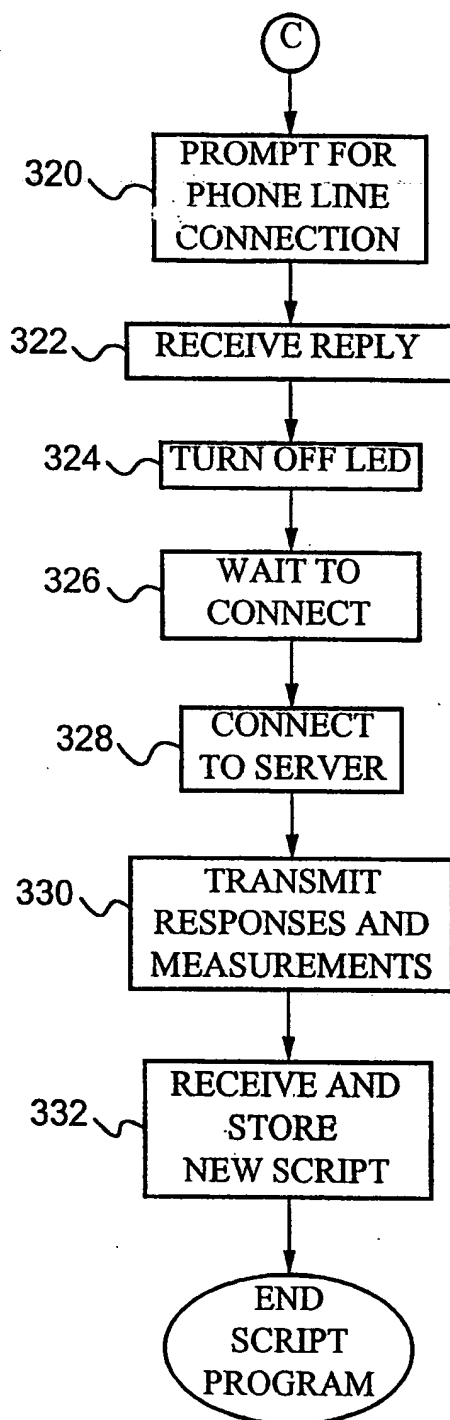 C
320
PROMPT FOR
PHONE LINE
CONNECTION
322
RECEIVE REPLY
324
TURN OFF LED
326
WAIT TO
CONNECT
328
CONNECT
TO SERVER
330
TRANSMIT
RESPONSES AND
MEASUREMENTS
332
RECEIVE AND
STORE
NEW SCRIPT
END
SCRIPT
PROGRAM